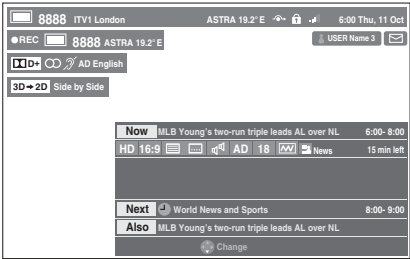 8888 ITV1 London ASTRA 19.2° E 6:00 Thu, 11 Oct
●REC 8888 ASTRA 19.2° E USER Name 3
D+ AD English
3D➔2D Side by Side
Now MLB Young's two-run triple leads AL over NL 6:00- 8:00
HD 16:9 AD 18 News 15 min left
Next World News and Sports 8:00- 9:00
Also MLB Young's two-run triple leads AL over NL
Change